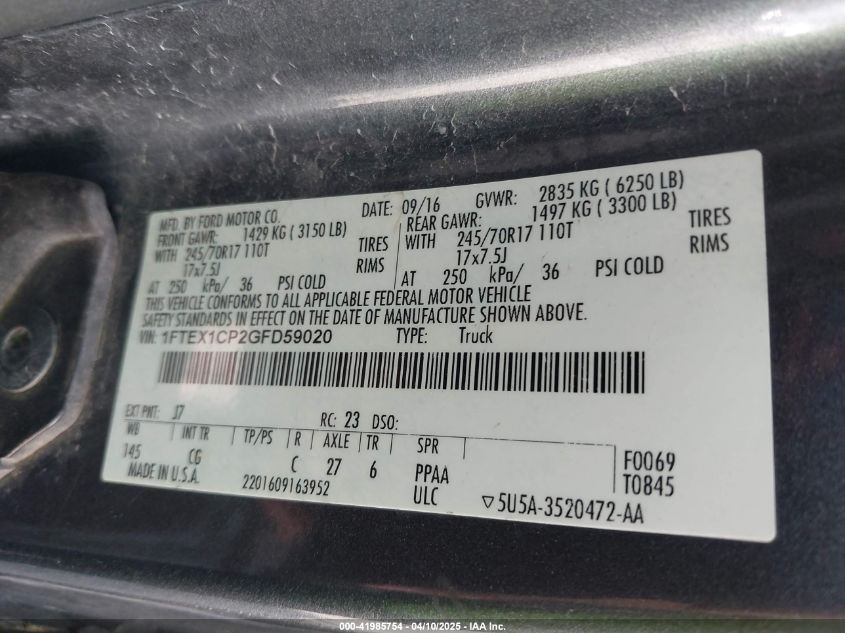 MFD. BY FORD MOTOR CO.
DATE: 09/16 GVWR: 2835 KG ( 6250 LB)
FRONT GAWR: 1429 KG ( 3150 LB)
WITH 245/70R17 110T TIRES
17x7.5J RIMS
AT 250 kPa/ 36 PSI COLD
REAR GAWR: 1497 KG ( 3300 LB)
WITH 245/70R17 110T TIRES
17x7.5J RIMS
AT 250 kPa/ 36 PSI COLD
THIS VEHICLE CONFORMS TO ALL APPLICABLE FEDERAL MOTOR VEHICLE
SAFETY STANDARDS IN EFFECT ON THE DATE OF MANUFACTURE SHOWN ABOVE.
VIN: 1FTEX1CP2GFD59020 TYPE: Truck
EXT PNT: J7 RC: 23 DSO:
WB INT TR TP/PS R AXLE TR SPR
145 CG C 27 6 PPAA F0069
MADE IN U.S.A. 2201609163952 ULC T0845
▽5U5A-3520472-AA
000-41985754 - 04/10/2025 - IAA Inc.